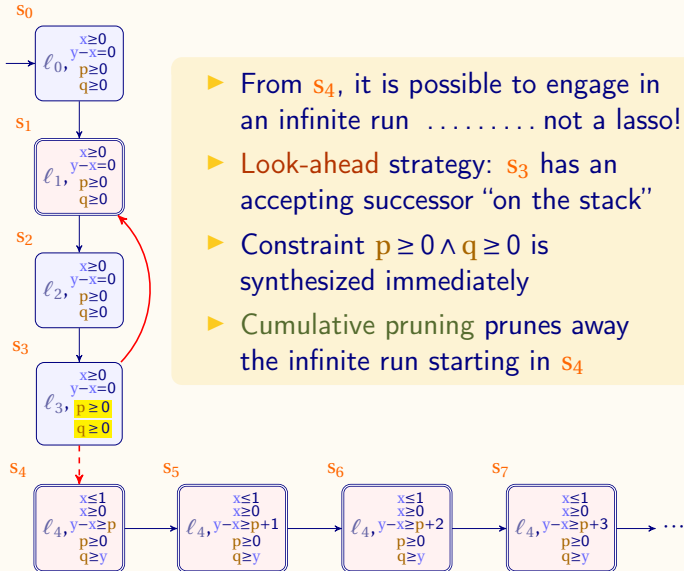 s₀
x≥0
y−x=0
ℓ₀, p≥0
q≥0
s₁
x≥0
y−x=0
ℓ₁, p≥0
q≥0
s₂
x≥0
y−x=0
ℓ₂, p≥0
q≥0
s₃
x≥0
y−x=0
ℓ₃, p≥0
q≥0
► From s₄, it is possible to engage in
an infinite run ......... not a lasso!
► Look-ahead strategy: s₃ has an
accepting successor “on the stack”
► Constraint p ≥ 0 ∧ q ≥ 0 is
synthesized immediately
► Cumulative pruning prunes away
the infinite run starting in s₄
s₄
x≤1
x≥0
ℓ₄, y−x≥p
p≥0
q≥y
s₅
x≤1
x≥0
ℓ₄, y−x≥p+1
p≥0
q≥y
s₆
x≤1
x≥0
ℓ₄, y−x≥p+2
p≥0
q≥y
s₇
x≤1
x≥0
ℓ₄, y−x≥p+3
p≥0
q≥y
...